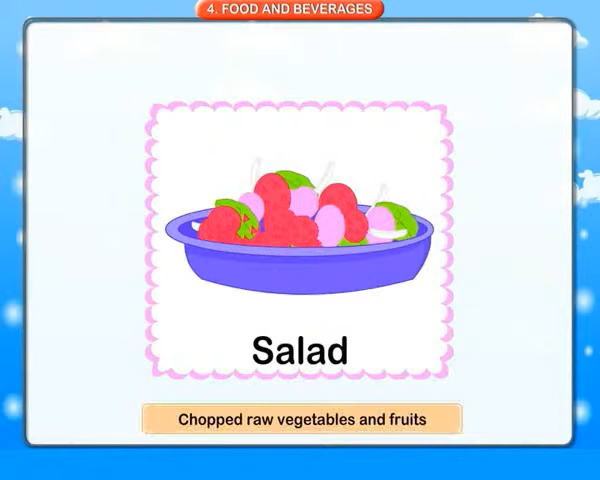 4. FOOD AND BEVERAGES
Salad
Chopped raw vegetables and fruits